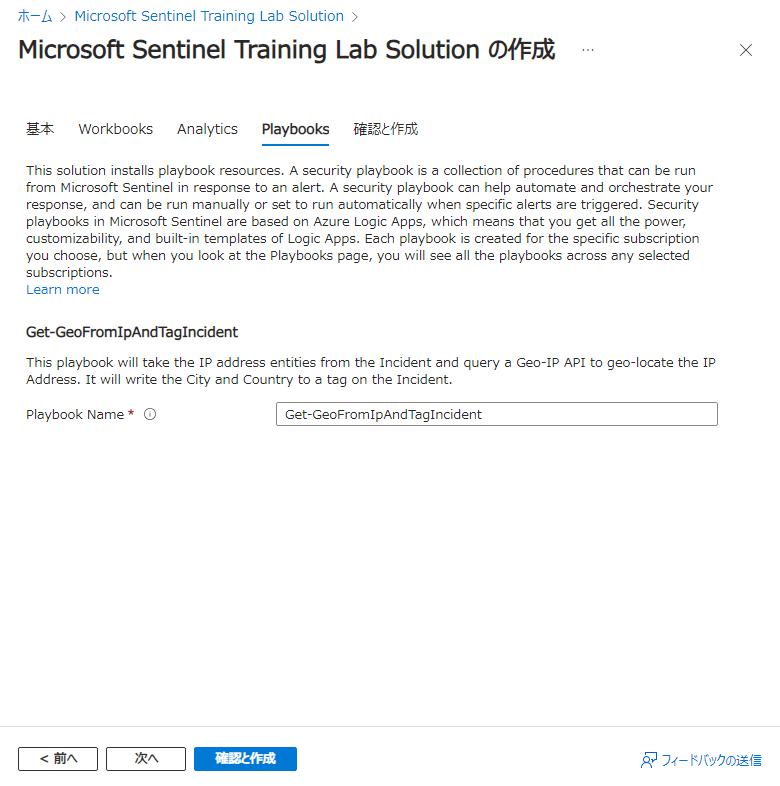 ホーム > Microsoft Sentinel Training Lab Solution >
Microsoft Sentinel Training Lab Solution の作成 ...
基本 Workbooks Analytics Playbooks 確認と作成
This solution installs playbook resources. A security playbook is a collection of procedures that can be run
from Microsoft Sentinel in response to an alert. A security playbook can help automate and orchestrate your
response, and can be run manually or set to run automatically when specific alerts are triggered. Security
playbooks in Microsoft Sentinel are based on Azure Logic Apps, which means that you get all the power,
customizability, and built-in templates of Logic Apps. Each playbook is created for the specific subscription
you choose, but when you look at the Playbooks page, you will see all the playbooks across any selected
subscriptions.
Learn more
Get-GeoFromIpAndTagIncident
This playbook will take the IP address entities from the Incident and query a Geo-IP API to geo-locate the IP
Address. It will write the City and Country to a tag on the Incident.
Playbook Name * Get-GeoFromIpAndTagIncident
< 前へ 次へ 確認と作成 フィードバックの送信